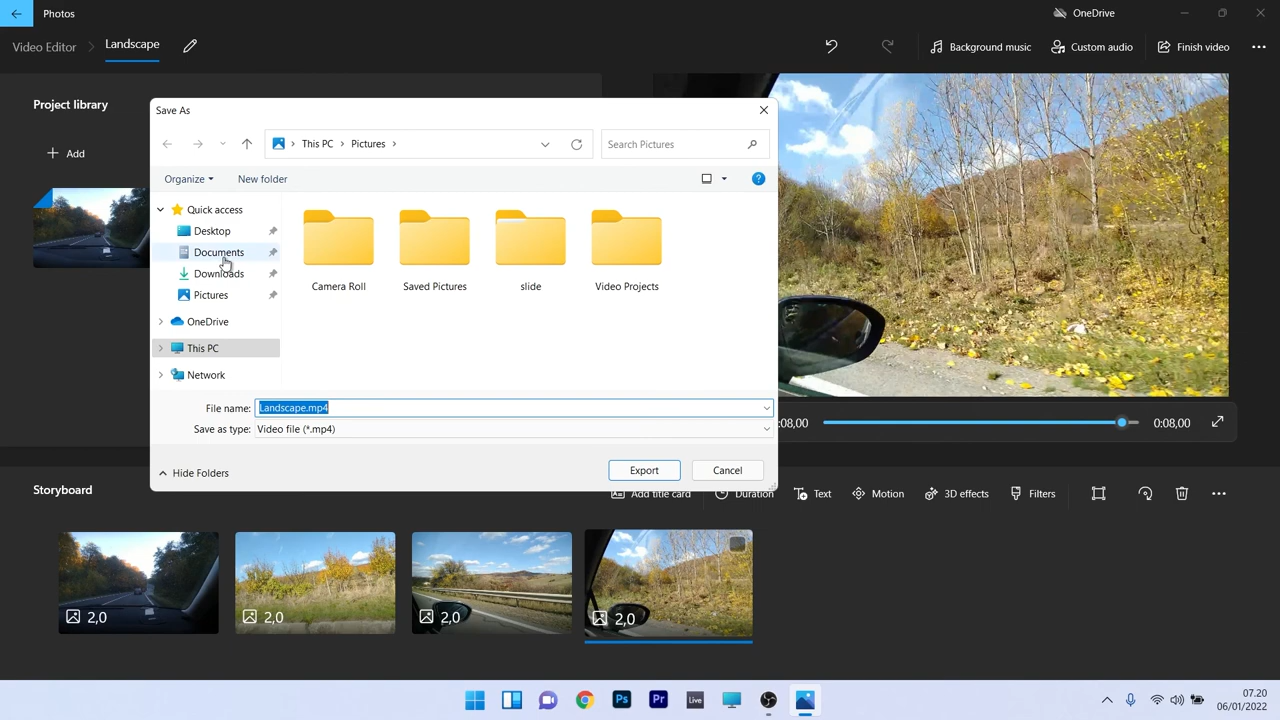 Photos
OneDrive
Video Editor Landscape
Background music Custom audio Finish video
Project library
Add
Save As
This PC Pictures
Search Pictures
Organize New folder
Quick access
Desktop
Documents
Downloads
Pictures
OneDrive
This PC
Network
Camera Roll Saved Pictures slide Video Projects
File name: Landscape.mp4
Save as type: Video file (*.mp4)
Hide Folders
Export Cancel
:08,00 0:08,00
Storyboard
Add title card Duration Text Motion 3D effects Filters
2,0 2,0 2,0 2,0
Ps Pr Live
07.20
06/01/2022